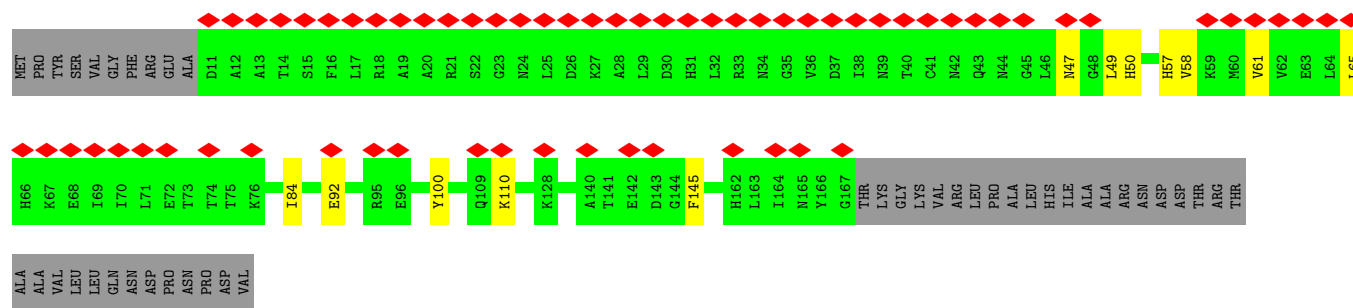 MET PRO TYR SER VAL GLY PHE ARG GLU ALA D11 A12 A13 T14 S15 F16 L17 R18 A19 A20 R21 S22 G23 N24 L25 D26 K27 A28 L29 D30 H31 L32 R33 N34 G35 V36 D37 I38 N39 T40 C41 N42 Q43 N44 G45 L46 N47 G48 L49 H50 H57 V58 K59 M60 V61 V62 E63 L64 L65
H66 K67 E68 I69 I70 L71 E72 T73 T74 T75 K76 I84 E92 R95 E96 Y100 Q109 K110 K128 A140 T141 E142 D143 G144 F145 H162 L163 I164 N165 Y166 G167 THR LYS GLY LYS VAL ARG LEU PRO ALA LEU HIS ILE ALA ALA ARG ASN ASP ASP THR ARG THR
ALA ALA VAL LEU LEU GLN ASN ASP PRO ASN PRO ASP VAL